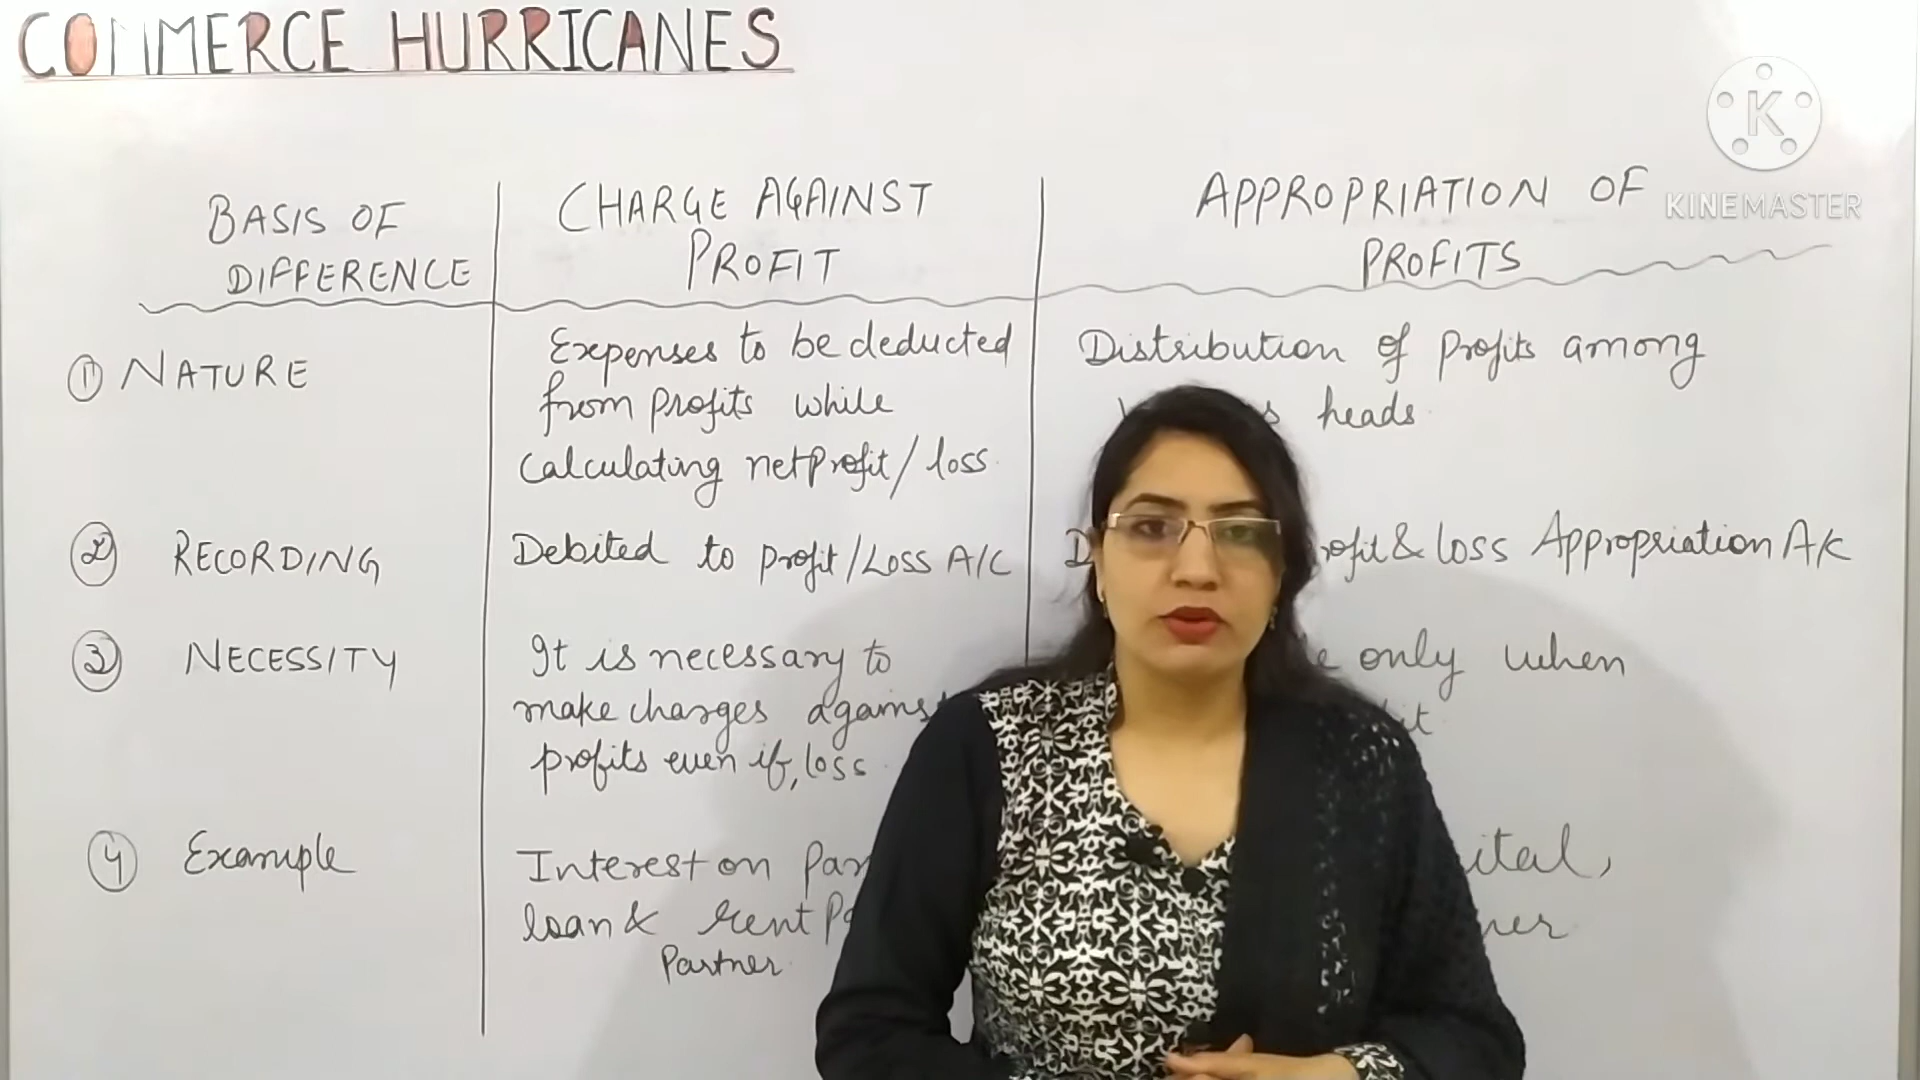 COMMERCE HURRICANES
K
KINEMASTER
BASIS OF DIFFERENCE
CHARGE AGAINST PROFIT
APPROPRIATION OF PROFITS
1 NATURE
Expenses to be deducted
from profits while
calculating net profit/loss
Distribution of profits among
heads
2 RECORDING
Debited to profit/Loss A/C
rofit & loss Appropriation A/c
3 NECESSITY
It is necessary to
make charges against
profits even if, loss
only when
4 Example
Interest on
loan & rent
Partner